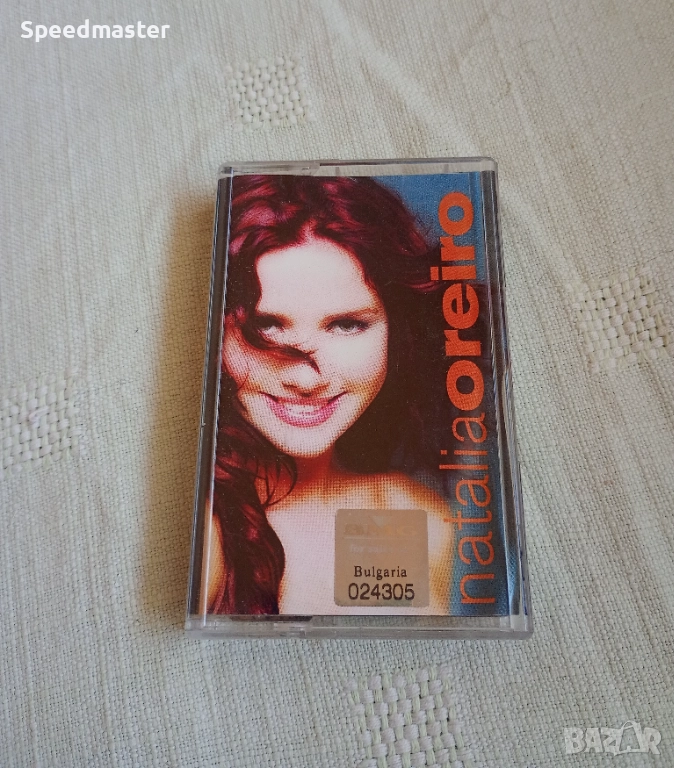 Speedmaster
nataliaoreiro
Bulgaria
024305
BAZAR